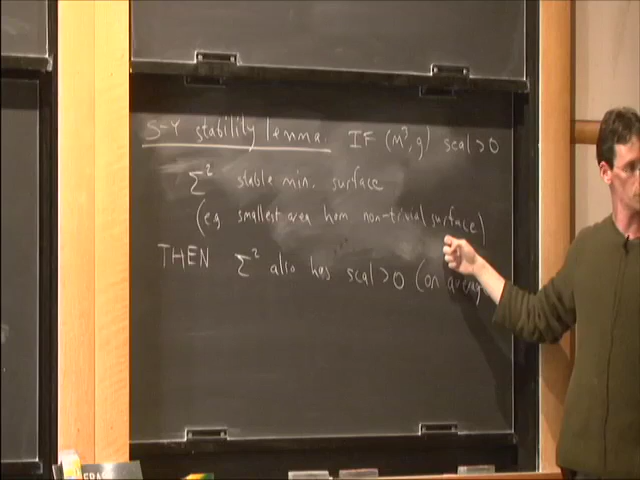 S-Y stability lemma. IF (M³, g) scal > 0
Σ² stable min. surface
(eg smallest area hom non-trivial surface)
THEN Σ² also has scal > 0 (on average
ERAS